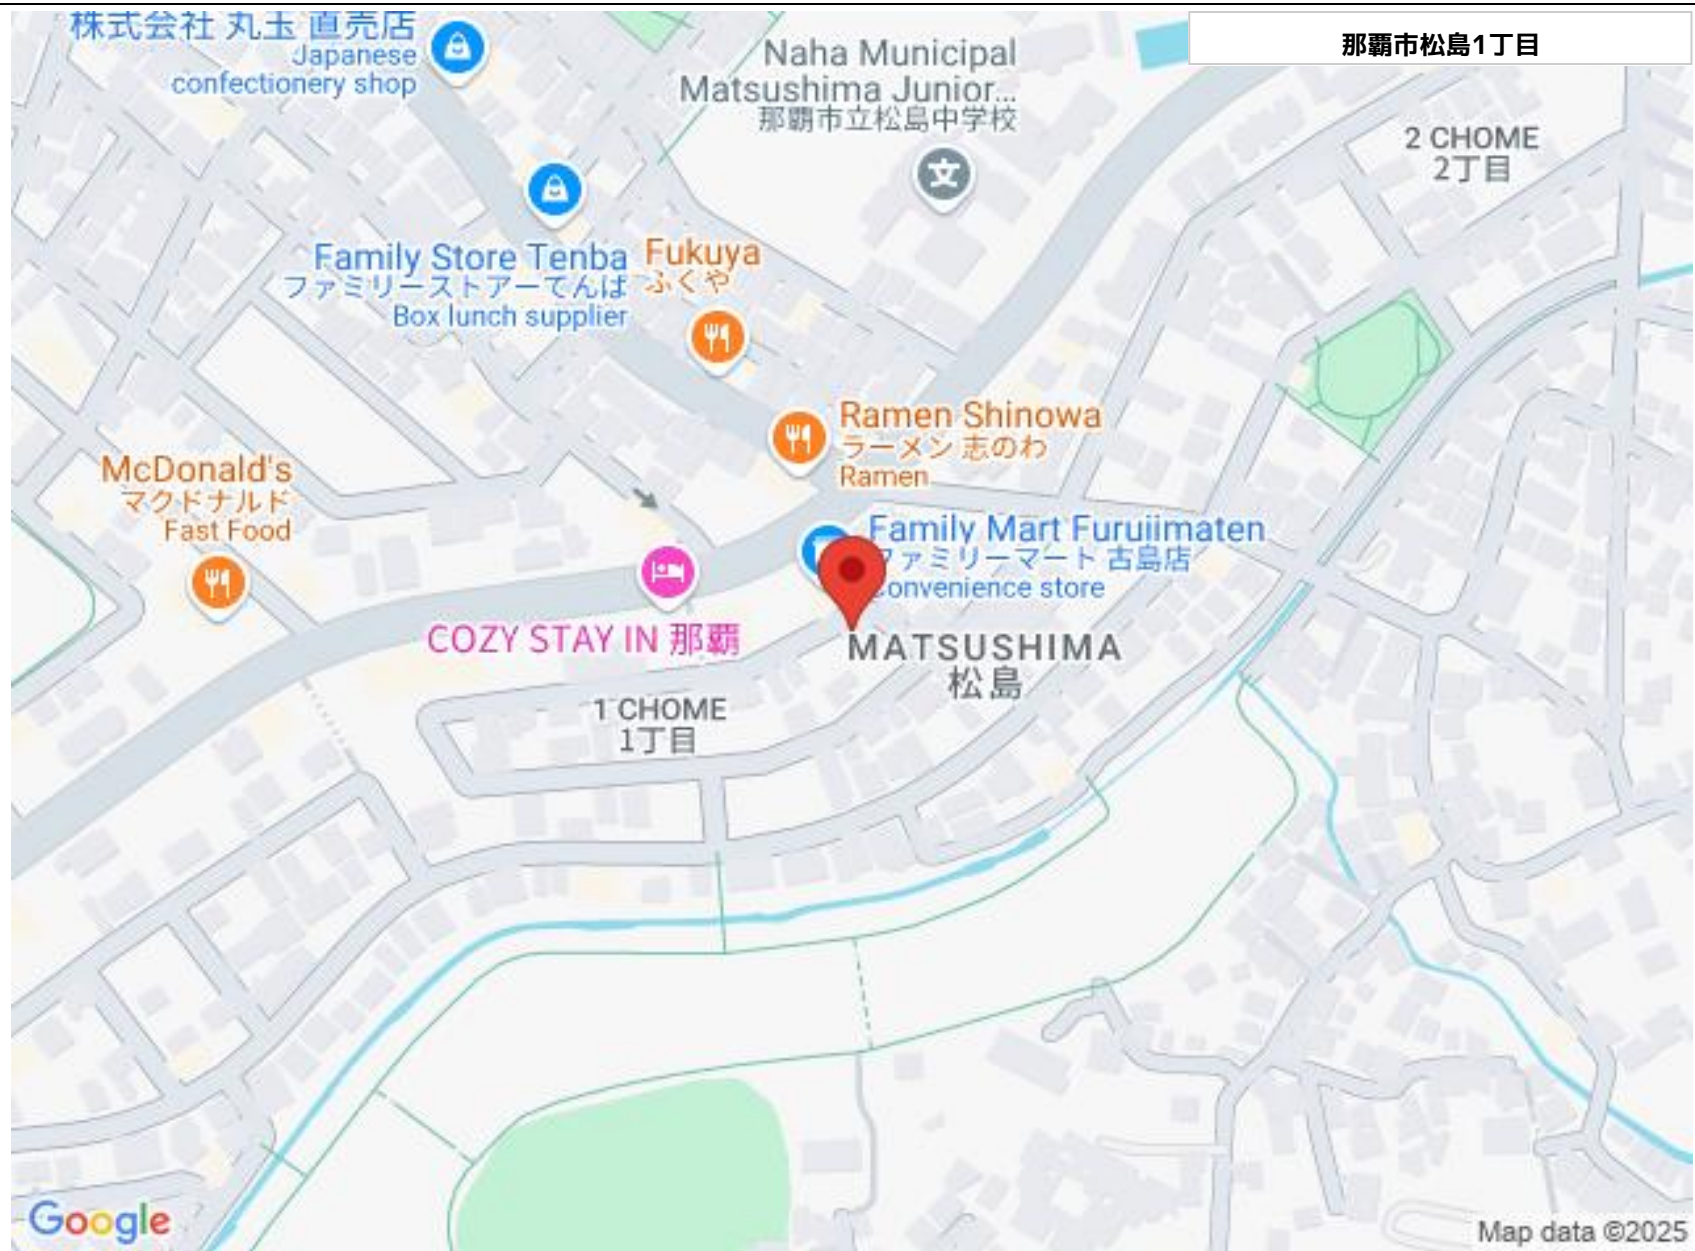 株式会社 丸玉 直売店
Japanese
confectionery shop
Naha Municipal
Matsushima Junior...
那覇市立松島中学校
那覇市松島1丁目
2 CHOME
2丁目
Family Store Tenba
ファミリーストアーてんば
Box lunch supplier
Fukuya
ふくや
Ramen Shinowa
ラーメン 志のわ
Ramen
McDonald's
マクドナルド
Fast Food
Family Mart Furujimaten
ファミリーマート 古島店
Convenience store
COZY STAY IN 那覇
MATSUSHIMA
松島
1 CHOME
1丁目
文
Google
Map data ©2025